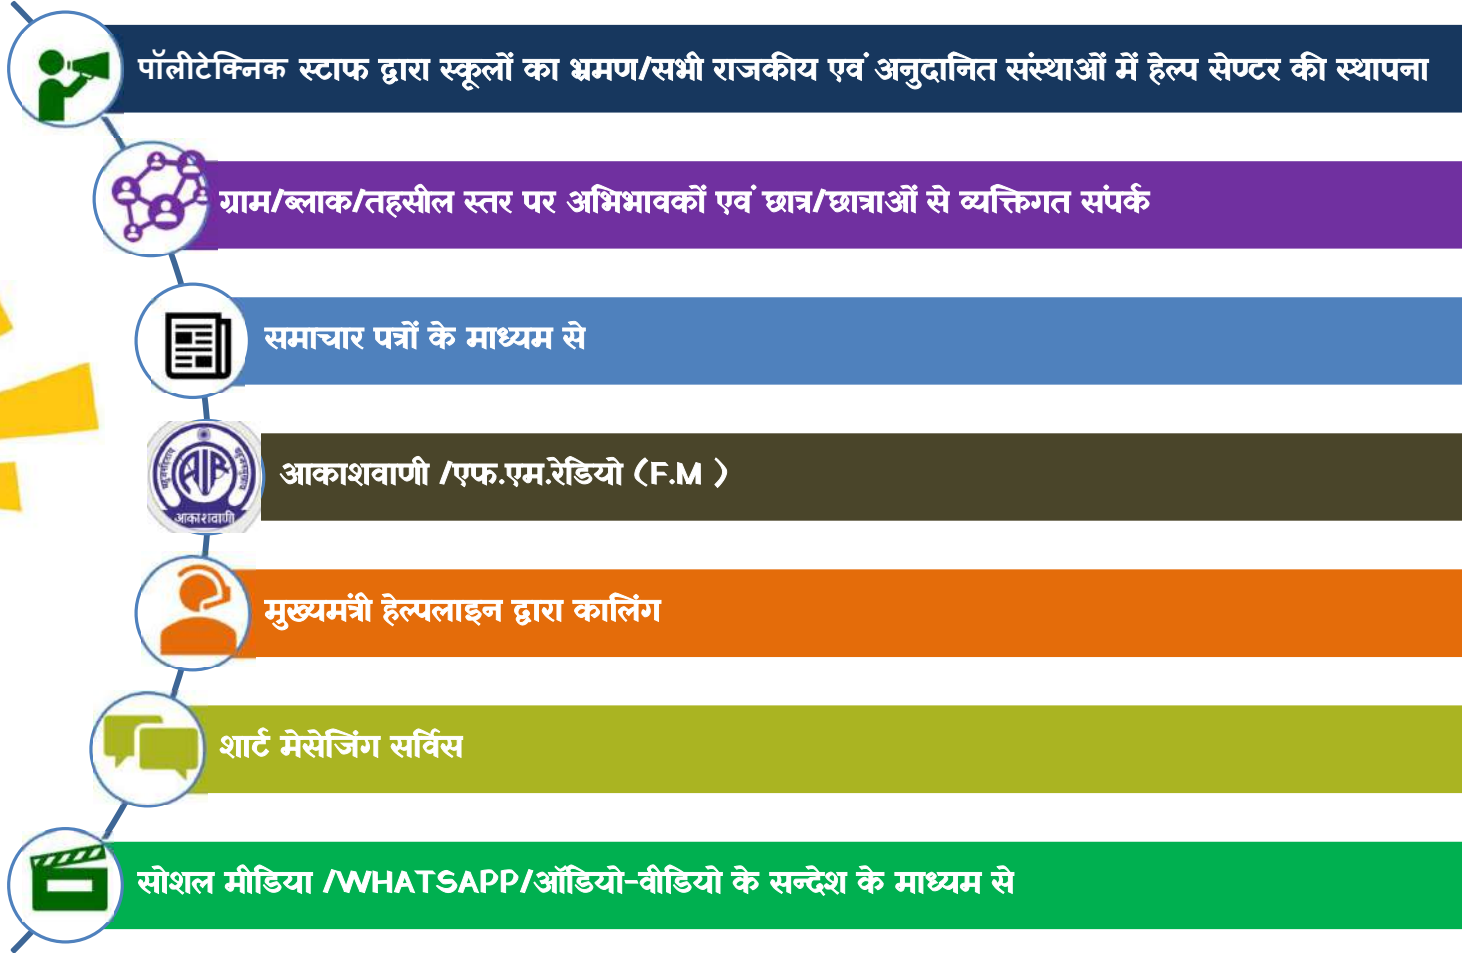 पॉलीटेक्निक स्टाफ द्वारा स्कूलों का भ्रमण/सभी राजकीय एवं अनुदानित संस्थाओं में हेल्प सेण्टर की स्थापना
ग्राम/ब्लाक/तहसील स्तर पर अभिभावकों एवं छात्र/छात्राओं से व्यक्तिगत संपर्क
समाचार पत्रों के माध्यम से
AIR
आकाशवाणी
आकाशवाणी /एफ.एम.रेडियो (F.M )
मुख्यमंत्री हेल्पलाइन द्वारा कालिंग
शार्ट मेसेजिंग सर्विस
सोशल मीडिया /WHATSAPP/ऑडियो-वीडियो के सन्देश के माध्यम से